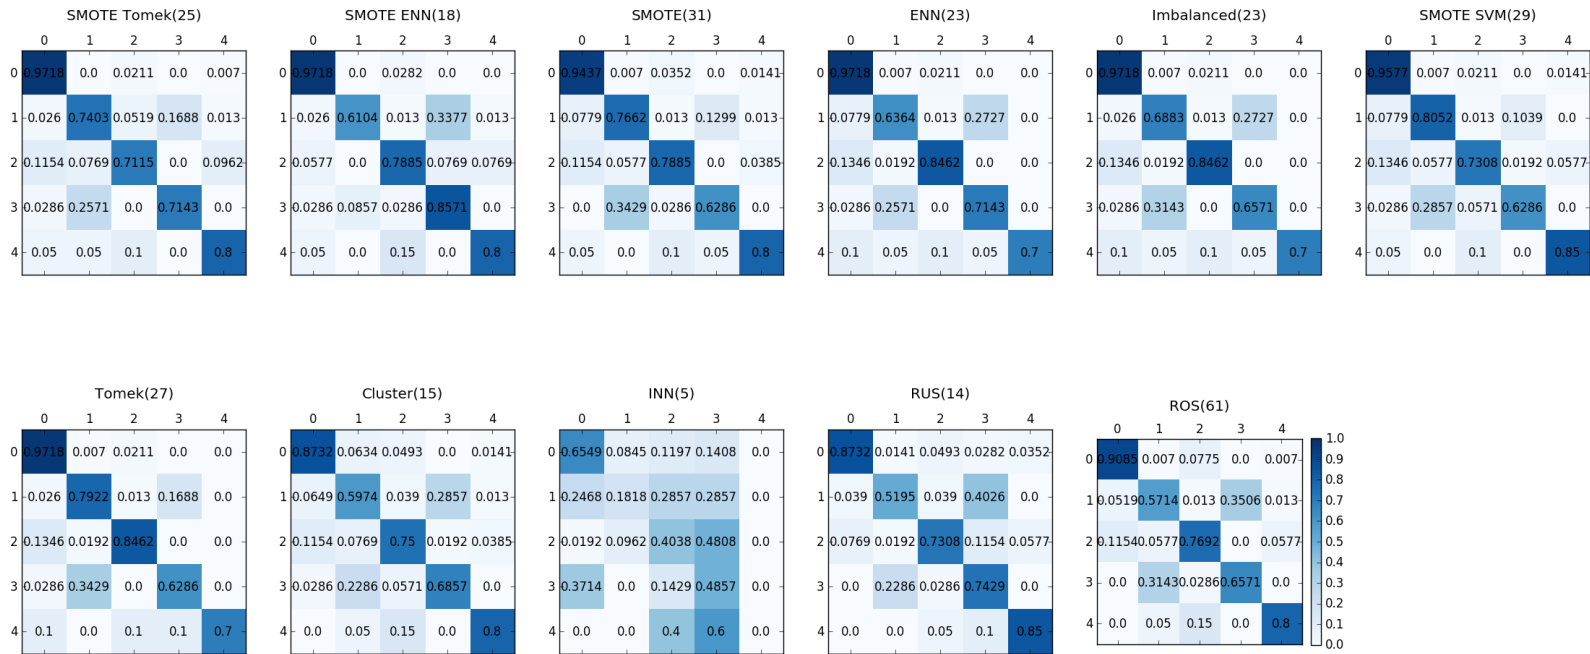 SMOTE Tomek(25)
0 1 2 3 4
0 0.9718 0.0 0.0211 0.0 0.007
1 0.026 0.7403 0.0519 0.1688 0.013
2 0.1154 0.0769 0.7115 0.0 0.0962
3 0.0286 0.2571 0.0 0.7143 0.0
4 0.05 0.05 0.1 0.0 0.8
SMOTE ENN(18)
0 1 2 3 4
0 0.9718 0.0 0.0282 0.0 0.0
1 0.026 0.6104 0.013 0.3377 0.013
2 0.0577 0.0 0.7885 0.0769 0.0769
3 0.0286 0.0857 0.0286 0.8571 0.0
4 0.05 0.0 0.15 0.0 0.8
SMOTE(31)
0 1 2 3 4
0 0.9437 0.007 0.0352 0.0 0.0141
1 0.0779 0.7662 0.013 0.1299 0.013
2 0.1154 0.0577 0.7885 0.0 0.0385
3 0.0 0.3429 0.0286 0.6286 0.0
4 0.05 0.0 0.1 0.05 0.8
ENN(23)
0 1 2 3 4
0 0.9718 0.007 0.0211 0.0 0.0
1 0.0779 0.6364 0.013 0.2727 0.0
2 0.1346 0.0192 0.8462 0.0 0.0
3 0.0286 0.2571 0.0 0.7143 0.0
4 0.1 0.05 0.1 0.05 0.7
Imbalanced(23)
0 1 2 3 4
0 0.9718 0.007 0.0211 0.0 0.0
1 0.026 0.6883 0.013 0.2727 0.0
2 0.1346 0.0192 0.8462 0.0 0.0
3 0.0286 0.3143 0.0 0.6571 0.0
4 0.1 0.05 0.1 0.05 0.7
SMOTE SVM(29)
0 1 2 3 4
0 0.9577 0.007 0.0211 0.0 0.0141
1 0.0779 0.8052 0.013 0.1039 0.0
2 0.1346 0.0577 0.7308 0.0192 0.0577
3 0.0286 0.2857 0.0571 0.6286 0.0
4 0.05 0.0 0.1 0.0 0.85
Tomek(27)
0 1 2 3 4
0 0.9718 0.007 0.0211 0.0 0.0
1 0.026 0.7922 0.013 0.1688 0.0
2 0.1346 0.0192 0.8462 0.0 0.0
3 0.0286 0.3429 0.0 0.6286 0.0
4 0.1 0.0 0.1 0.1 0.7
Cluster(15)
0 1 2 3 4
0 0.8732 0.0634 0.0493 0.0 0.0141
1 0.0649 0.5974 0.039 0.2857 0.013
2 0.1154 0.0769 0.75 0.0192 0.0385
3 0.0286 0.2286 0.0571 0.6857 0.0
4 0.0 0.05 0.15 0.0 0.8
INN(5)
0 1 2 3 4
0 0.6549 0.0845 0.1197 0.1408 0.0
1 0.2468 0.1818 0.2857 0.2857 0.0
2 0.0192 0.0962 0.4038 0.4808 0.0
3 0.3714 0.0 0.1429 0.4857 0.0
4 0.0 0.0 0.4 0.6 0.0
RUS(14)
0 1 2 3 4
0 0.8732 0.0141 0.0493 0.0282 0.0352
1 0.039 0.5195 0.039 0.4026 0.0
2 0.0769 0.0192 0.7308 0.1154 0.0577
3 0.0 0.2286 0.0286 0.7429 0.0
4 0.0 0.0 0.05 0.1 0.85
ROS(61)
0 1 2 3 4
0 0.9085 0.007 0.0775 0.0 0.007
1 0.0519 0.5714 0.013 0.3506 0.013
2 0.1154 0.0577 0.7692 0.0 0.0577
3 0.0 0.3143 0.0286 0.6571 0.0
4 0.0 0.05 0.15 0.0 0.8
1.0
0.9
0.8
0.7
0.6
0.5
0.4
0.3
0.2
0.1
0.0